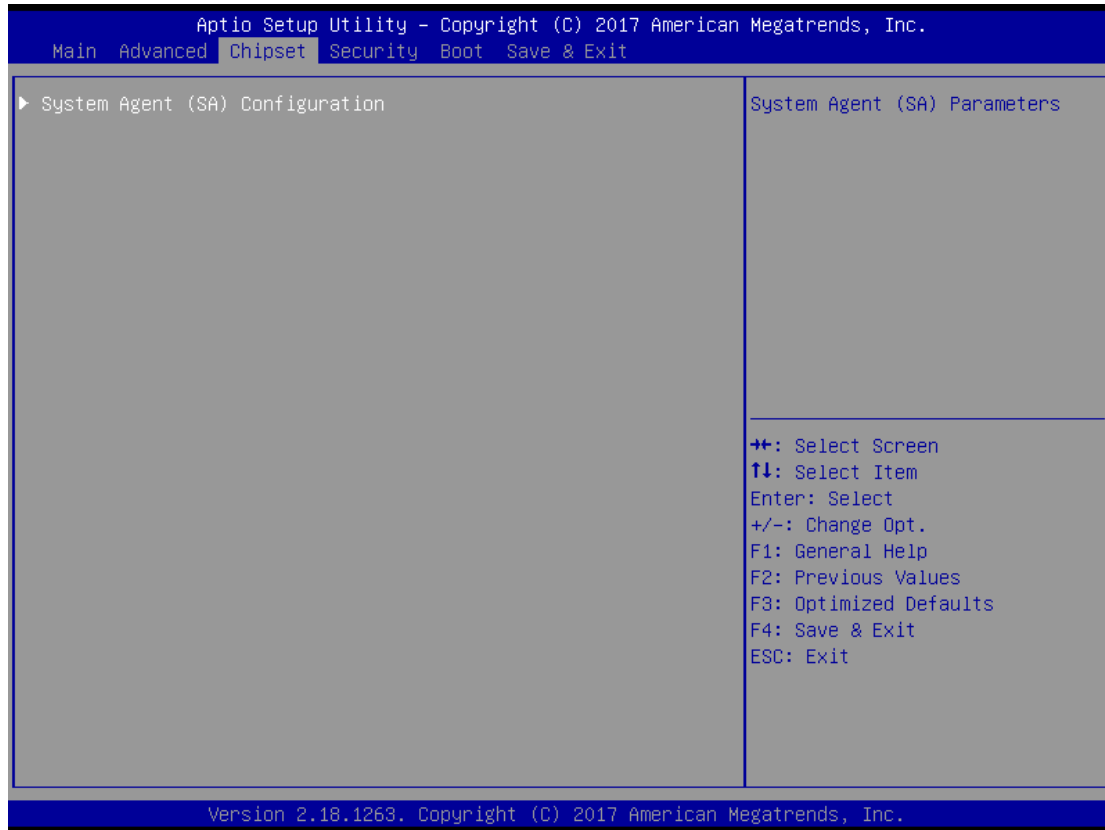 Aptio Setup Utility – Copyright (C) 2017 American Megatrends, Inc.
Main Advanced Chipset Security Boot Save & Exit
▶ System Agent (SA) Configuration
System Agent (SA) Parameters
→←: Select Screen
↑↓: Select Item
Enter: Select
+/-: Change Opt.
F1: General Help
F2: Previous Values
F3: Optimized Defaults
F4: Save & Exit
ESC: Exit
Version 2.18.1263. Copyright (C) 2017 American Megatrends, Inc.